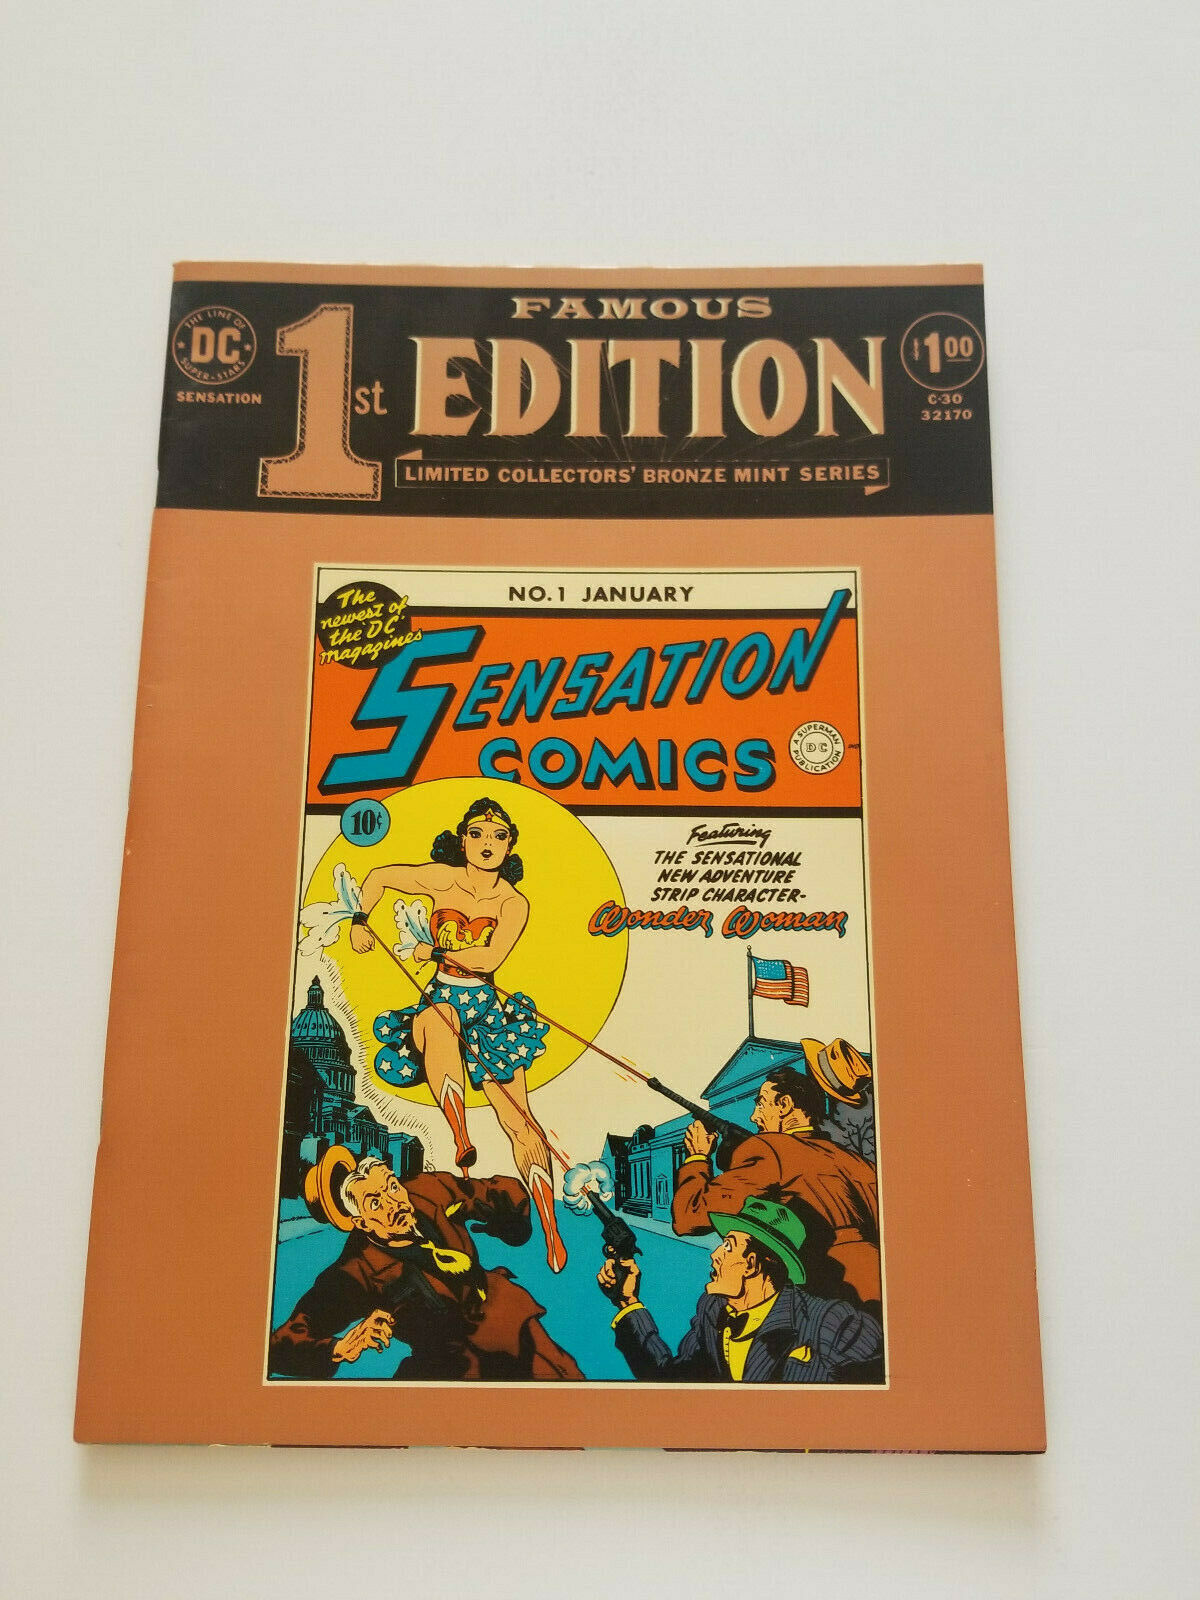 FAMOUS
THE LINE OF
DC
SUPER-STARS
SENSATION
1st EDITION
$1.00
C-30
32170
LIMITED COLLECTORS' BRONZE MINT SERIES
NO. 1 JANUARY
The
newest of
the 'DC'
magazines
SENSATION
COMICS
A SUPERMAN
DC
PUBLICATION
10¢
Featuring
THE SENSATIONAL
NEW ADVENTURE
STRIP CHARACTER-
Wonder Woman